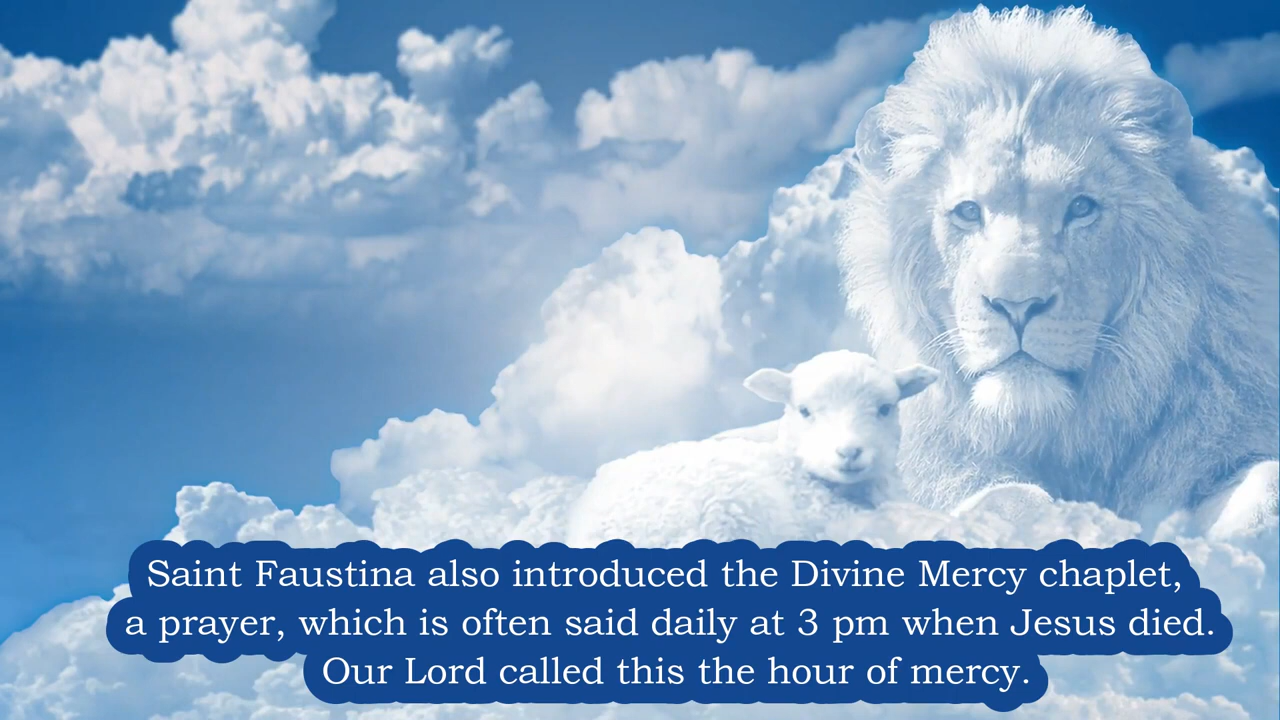 Saint Faustina also introduced the Divine Mercy chaplet,
a prayer, which is often said daily at 3 pm when Jesus died.
Our Lord called this the hour of mercy.